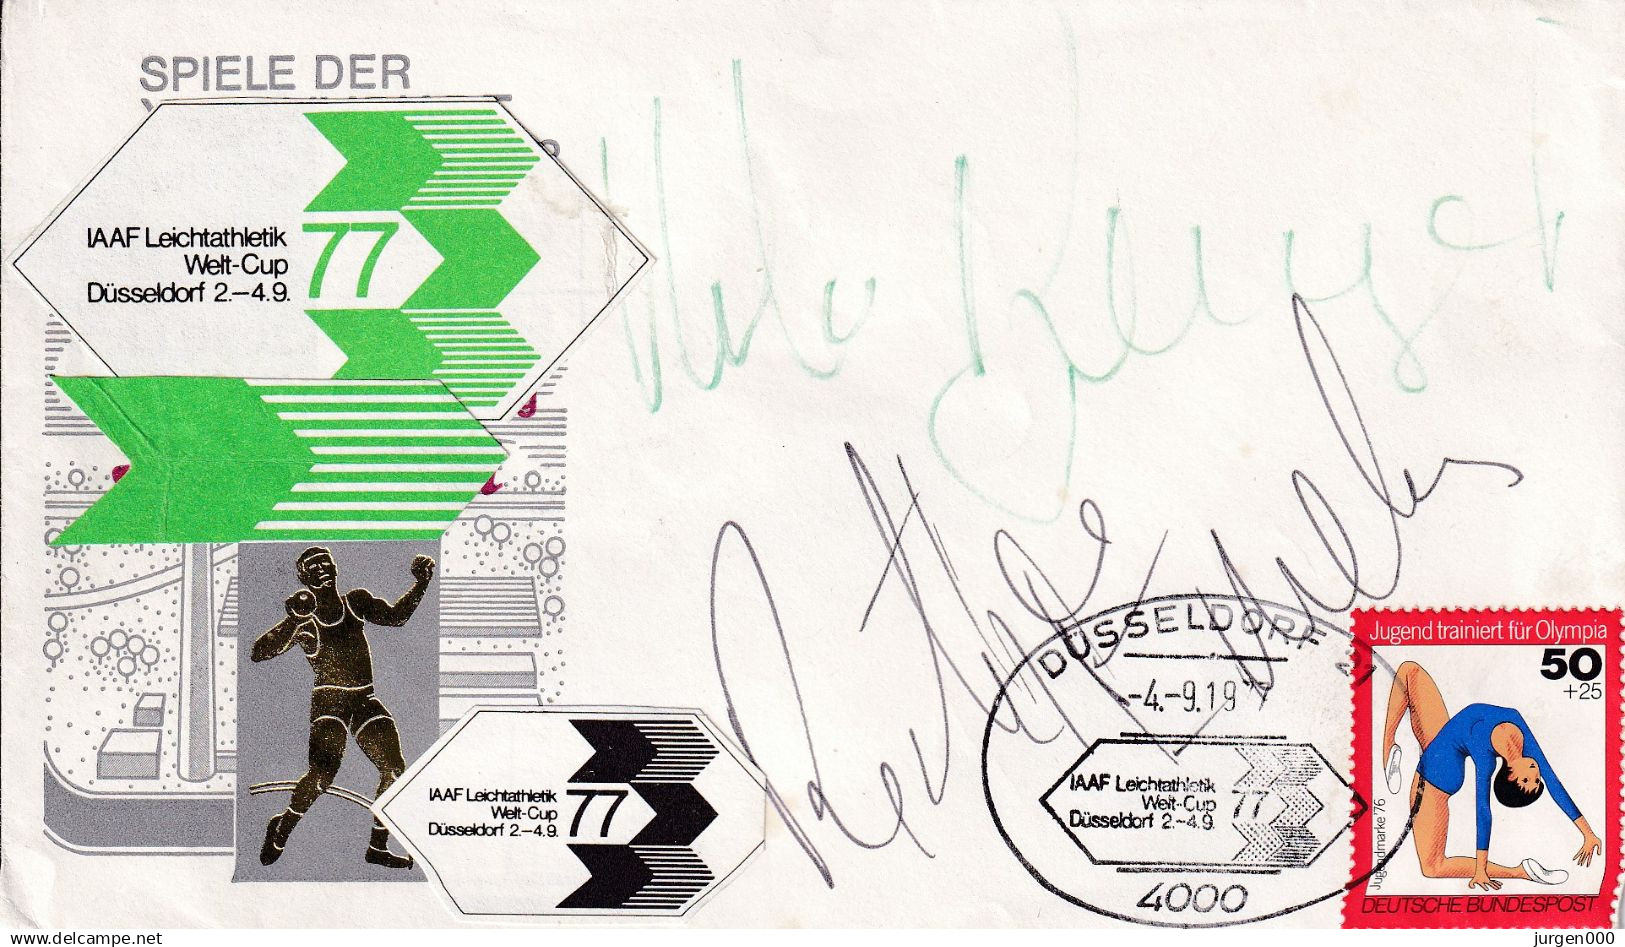 SPIELE DER
IAAF Leichtathletik
Welt-Cup
Düsseldorf 2.–4.9.
77
IAAF Leichtathletik
Welt-Cup
Düsseldorf 2.–4.9.
77
DÜSSELDORF
-4.-9.19
IAAF Leichtathletik
Welt-Cup
Düsseldorf 2.–4.9.
77
4000
Jugend trainiert für Olympia
50
+25
Jugendmarke '76
DEUTSCHE BUNDESPOST
delcampe.net
jurgen000